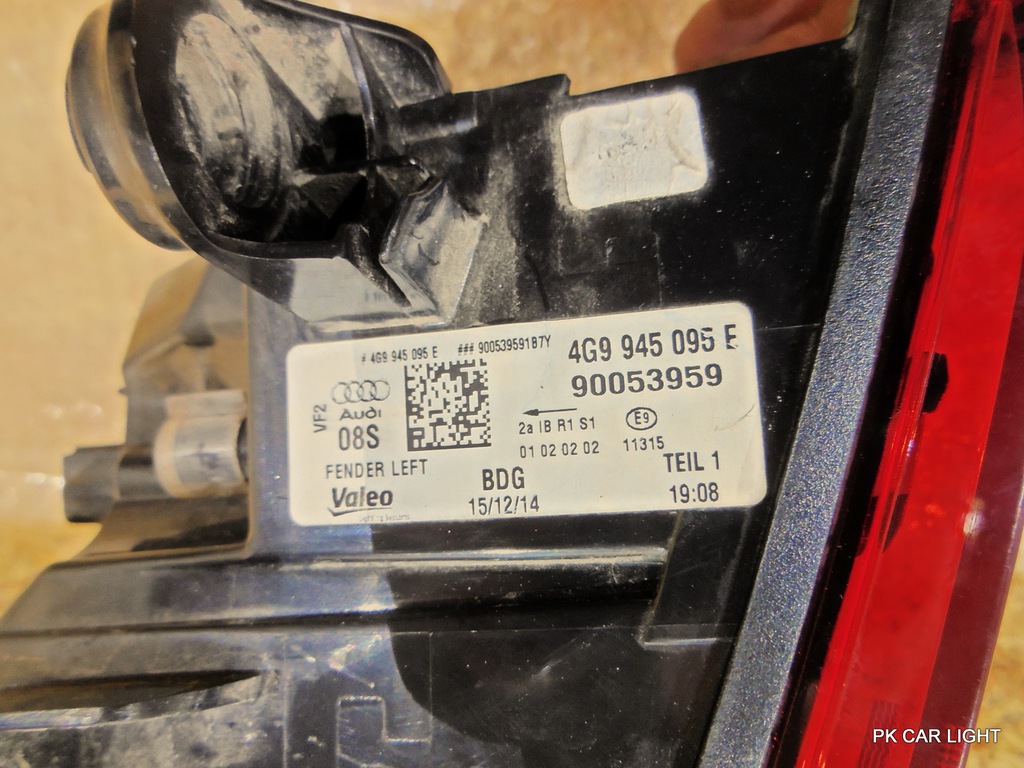 # 4G9 945 095 E ### 900539591B7Y
4G9 945 095 E
90053959
Audi
VF2
08S
2a IB R1 S1
E9
01 02 02 02
11315
FENDER LEFT
BDG
TEIL 1
Valeo
15/12/14
19:08
PK CAR LIGHT